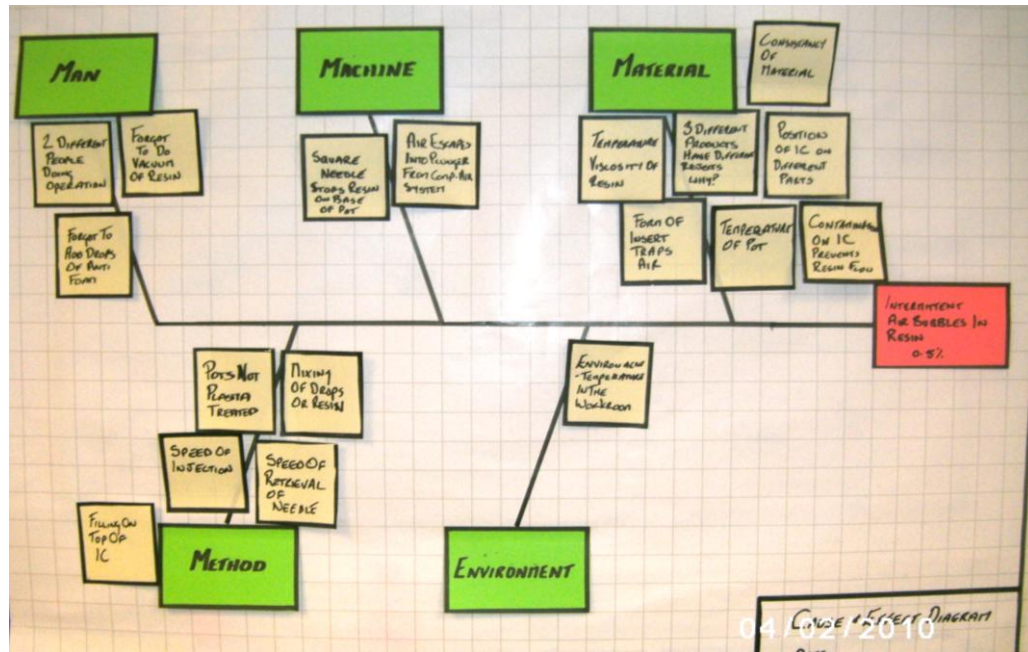 MAN
2 DIFFERENT
PEOPLE
DOING
OPERATION
FORGOT
TO DO
VACUUM
OF RESIN
FORGOT TO
ADD DROPS
OF ANTI
FOAM
MACHINE
SQUARE
NEEDLE
STOPS RESIN
ON BASE
OF POT
AIR ESCAPES
INTO PLUNGER
FROM COMP. AIR
SYSTEM
MATERIAL
CONSISTANCY
OF
MATERIAL
TEMPERATURE
VISCOSITY OF
RESIN
3 DIFFERENT
PRODUCTS
HAVE DIFFERENT
REJECTS
WHY?
POSITION
OF IC ON
DIFFERENT
PARTS
FORM OF
INSERT
TRAPS
AIR
TEMPERATURE
OF POT
CONTAMINATION
ON IC
PREVENTS
RESIN FLOW
INTERMITENT
AIR BUBBLES IN
RESIN
0.5%
POTS NOT
PLASMA
TREATED
MIXING
OF DROPS
OR RESIN
SPEED OF
INJECTION
SPEED OF
RETRIEVAL
OF
NEEDLE
FILLING ON
TOP OF
IC
METHOD
ENVIRONMENT
-TEMPERATURE
IN THE
WORKROOM
ENVIRONMENT
CAUSE & EFFECT DIAGRAM
04/02/2010